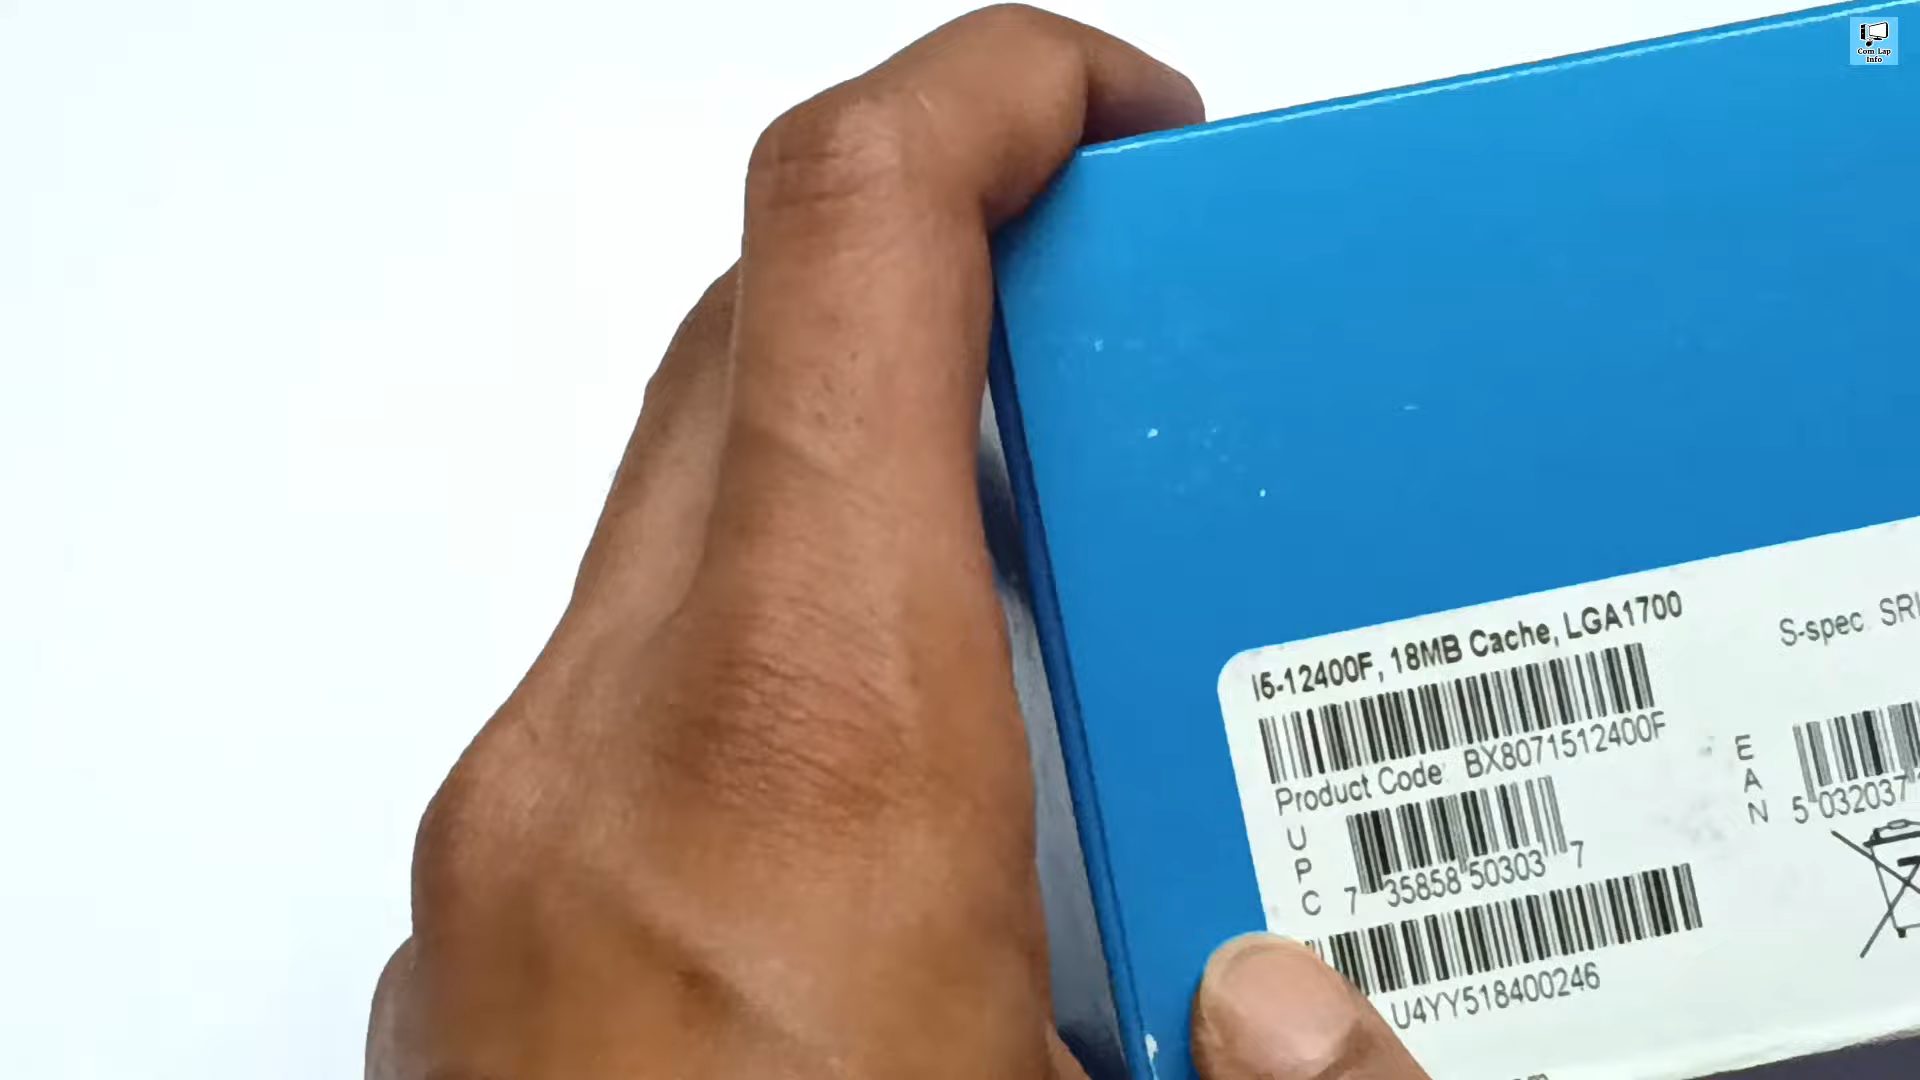 Com Lap
Info
I5-12400F, 18MB Cache, LGA1700
S-spec
Product Code: BX8071512400F
E
A
N
5 032037
U
P
C
7 35858 50303 7
U4YY518400246